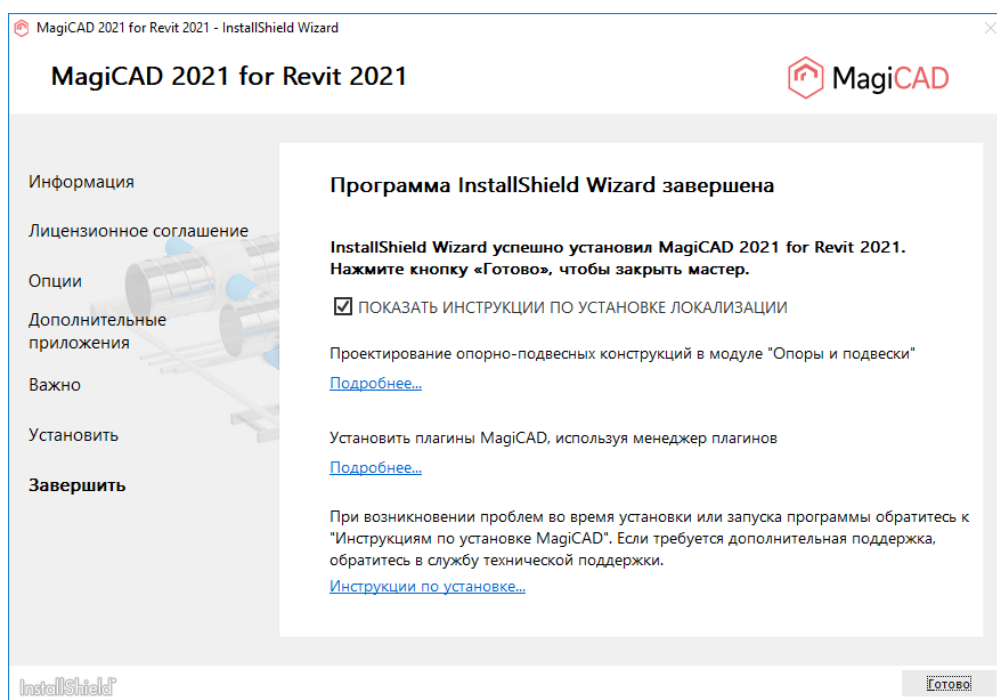 MagiCAD 2021 for Revit 2021 - InstallShield Wizard
MagiCAD 2021 for Revit 2021
MagiCAD
Информация
Лицензионное соглашение
Опции
Дополнительные
приложения
Важно
Установить
Завершить
Программа InstallShield Wizard завершена
InstallShield Wizard успешно установил MagiCAD 2021 for Revit 2021.
Нажмите кнопку «Готово», чтобы закрыть мастер.
ПОКАЗАТЬ ИНСТРУКЦИИ ПО УСТАНОВКЕ ЛОКАЛИЗАЦИИ
Проектирование опорно-подвесных конструкций в модуле "Опоры и подвески"
Подробнее...
Установить плагины MagiCAD, используя менеджер плагинов
Подробнее...
При возникновении проблем во время установки или запуска программы обратитесь к
"Инструкциям по установке MagiCAD". Если требуется дополнительная поддержка,
обратитесь в службу технической поддержки.
Инструкции по установке...
InstallShield
Готово